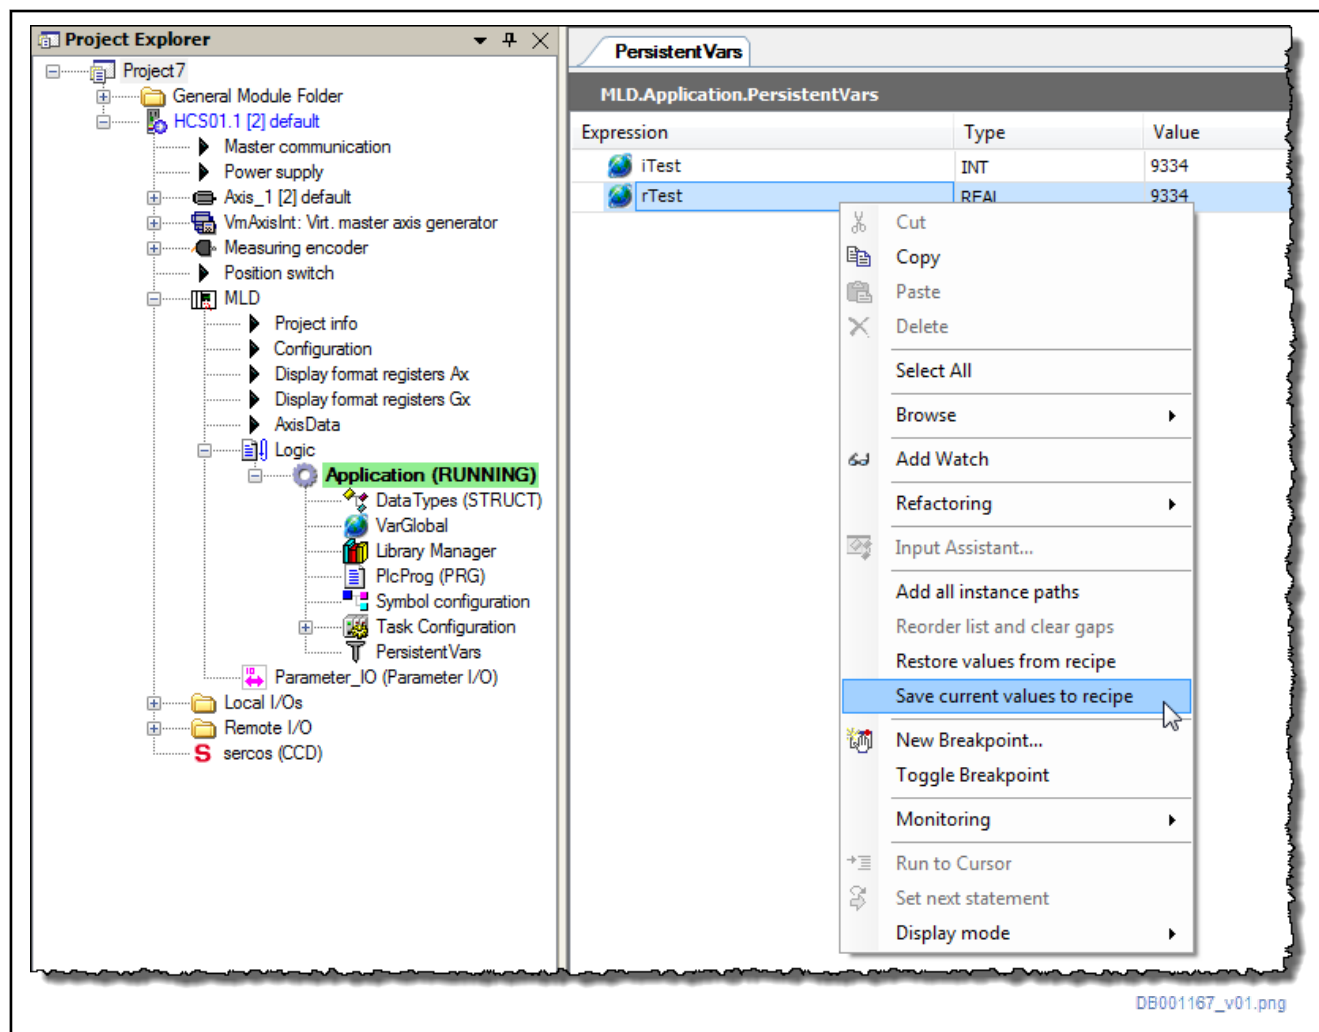 Project Explorer
Project7
General Module Folder
HCS01.1 [2] default
Master communication
Power supply
Axis_1 [2] default
VmAxisInt: Virt. master axis generator
Measuring encoder
Position switch
MLD
Project info
Configuration
Display format registers Ax
Display format registers Gx
AxisData
Logic
Application (RUNNING)
DataTypes (STRUCT)
VarGlobal
Library Manager
PlcProg (PRG)
Symbol configuration
Task Configuration
PersistentVars
Parameter_IO (Parameter I/O)
Local I/Os
Remote I/O
S sercos (CCD)
PersistentVars
MLD.Application.PersistentVars
Expression Type Value
iTest INT 9334
rTest REAL 9334
Cut
Copy
Paste
Delete
Select All
Browse
Add Watch
Refactoring
Input Assistant...
Add all instance paths
Reorder list and clear gaps
Restore values from recipe
Save current values to recipe
New Breakpoint...
Toggle Breakpoint
Monitoring
Run to Cursor
Set next statement
Display mode
DB001167_v01.png